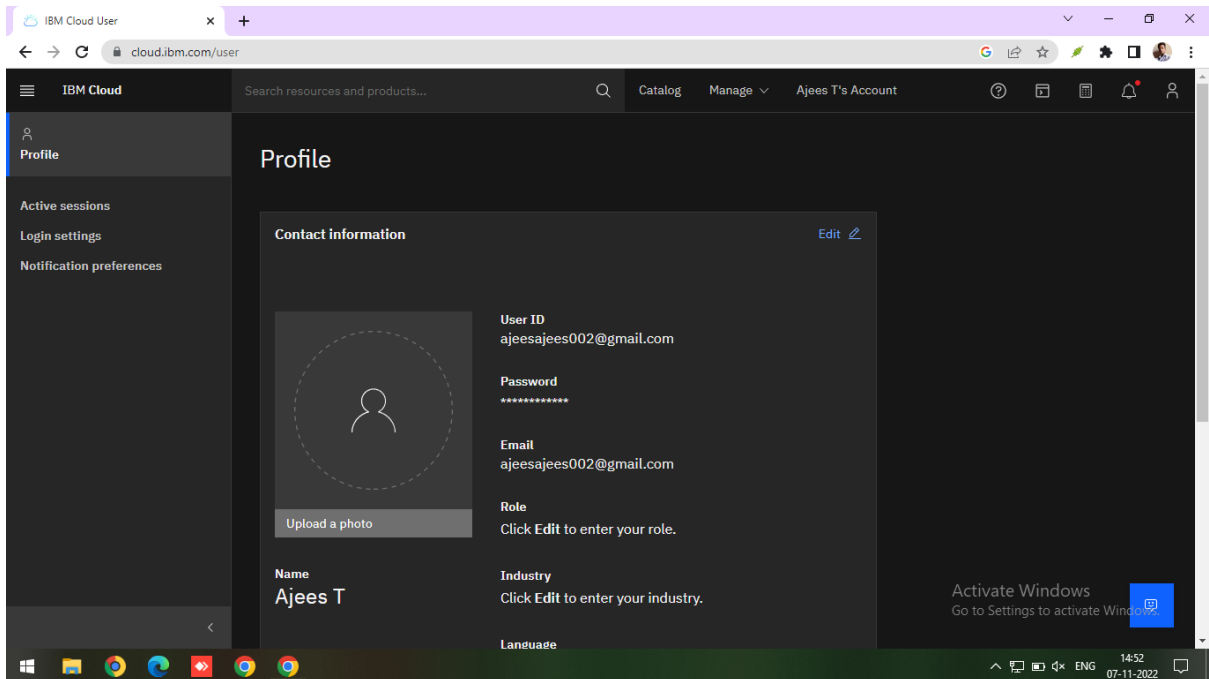 IBM Cloud User
cloud.ibm.com/user
IBM Cloud
Search resources and products...
Catalog
Manage
Ajees T's Account
Profile
Active sessions
Login settings
Notification preferences
Profile
Contact information
Edit
Upload a photo
Name
Ajees T
User ID
ajeesajees002@gmail.com
Password
************
Email
ajeesajees002@gmail.com
Role
Click Edit to enter your role.
Industry
Click Edit to enter your industry.
Language
Activate Windows
Go to Settings to activate Windows.
ENG
14:52
07-11-2022